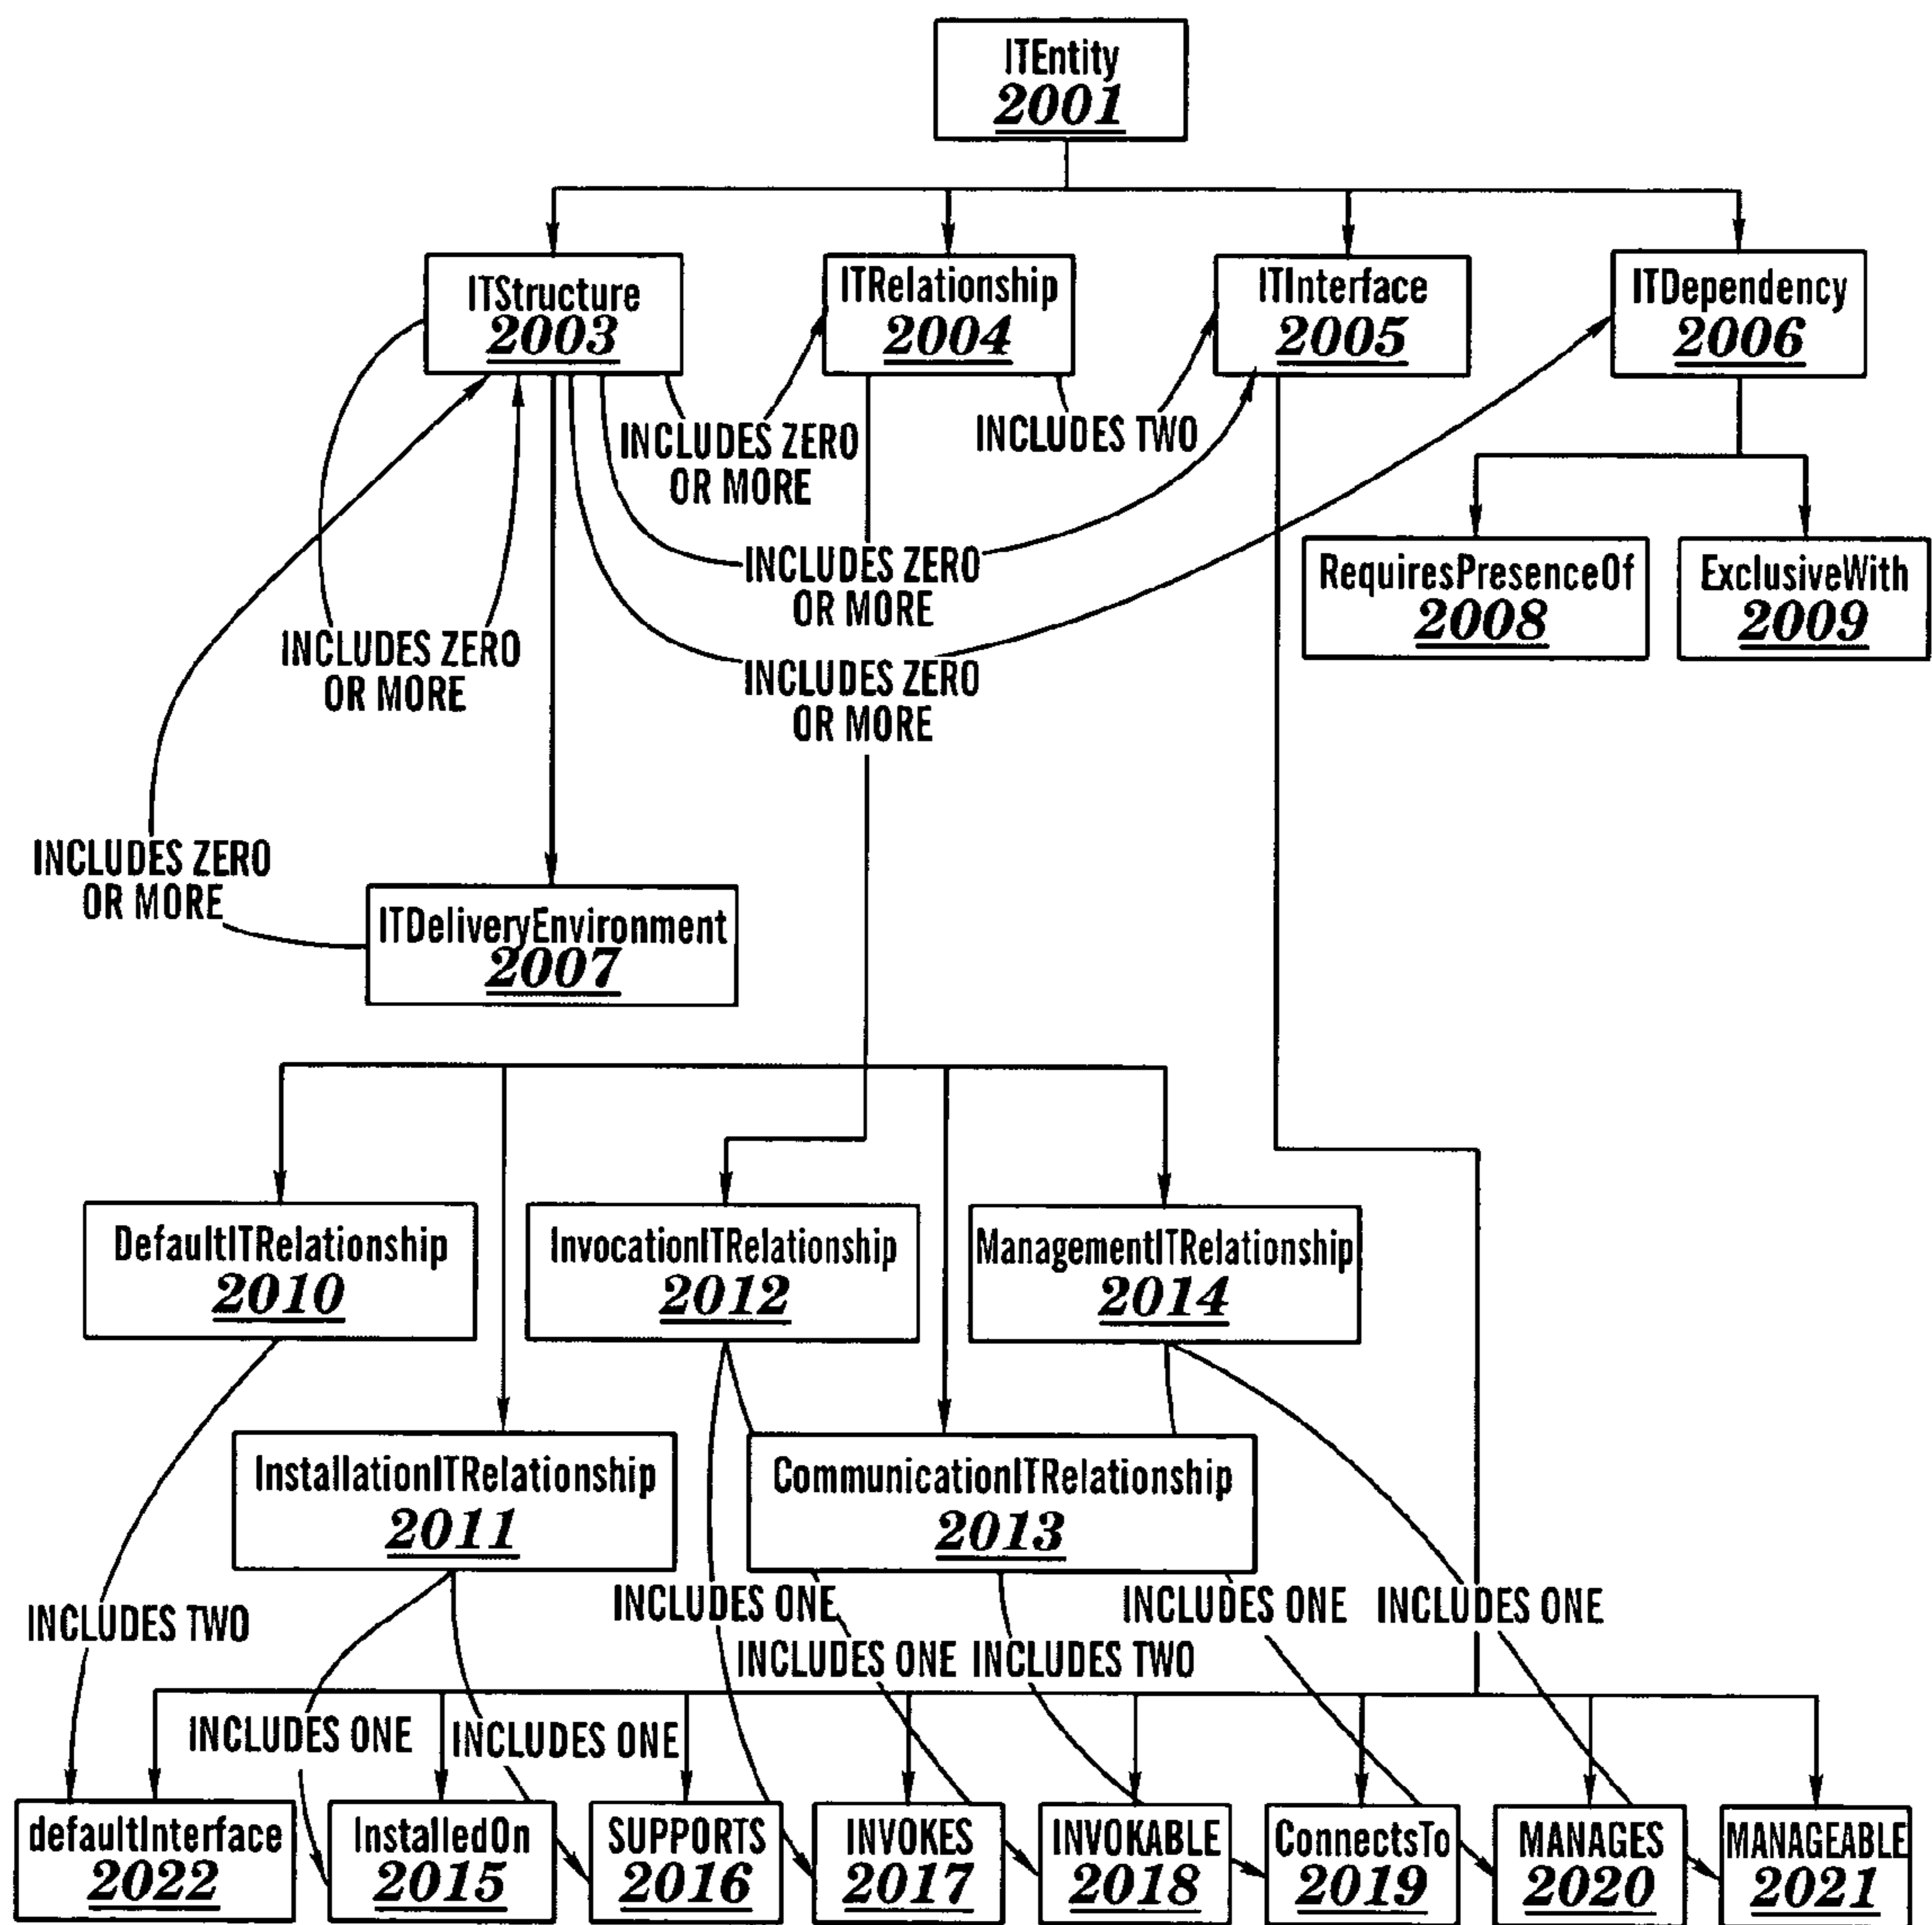 ITEntity
2001
ITStructure
2003
ITRelationship
2004
ITInterface
2005
ITDependency
2006
INCLUDES ZERO
OR MORE
INCLUDES TWO
INCLUDES ZERO
OR MORE
RequiresPresenceOf
2008
ExclusiveWith
2009
INCLUDES ZERO
OR MORE
INCLUDES ZERO
OR MORE
INCLUDES ZERO
OR MORE
ITDeliveryEnvironment
2007
DefaultITRelationship
2010
InvocationITRelationship
2012
ManagementITRelationship
2014
InstallationITRelationship
2011
CommunicationITRelationship
2013
INCLUDES TWO
INCLUDES ONE
INCLUDES ONE
INCLUDES ONE
INCLUDES ONE
INCLUDES TWO
INCLUDES ONE
INCLUDES ONE
defaultInterface
2022
InstalledOn
2015
SUPPORTS
2016
INVOKES
2017
INVOKABLE
2018
ConnectsTo
2019
MANAGES
2020
MANAGEABLE
2021